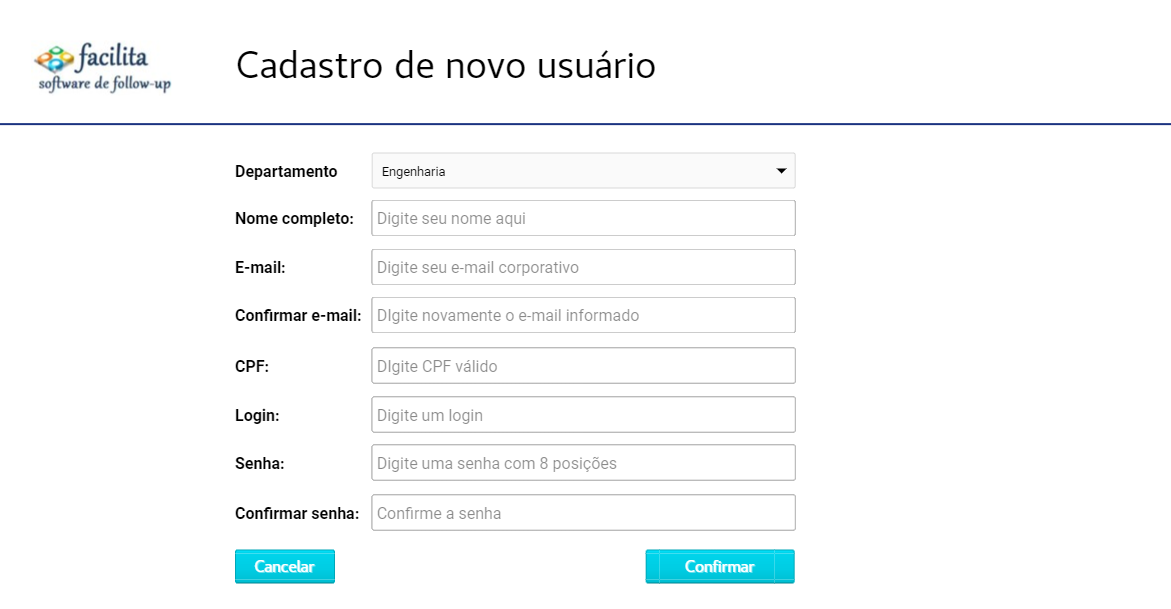 facilita
software de follow-up
Cadastro de novo usuário
Departamento Engenharia
Nome completo: Digite seu nome aqui
E-mail: Digite seu e-mail corporativo
Confirmar e-mail: DIgite novamente o e-mail informado
CPF: DIgite CPF válido
Login: Digite um login
Senha: Digite uma senha com 8 posições
Confirmar senha: Confirme a senha
Cancelar Confirmar